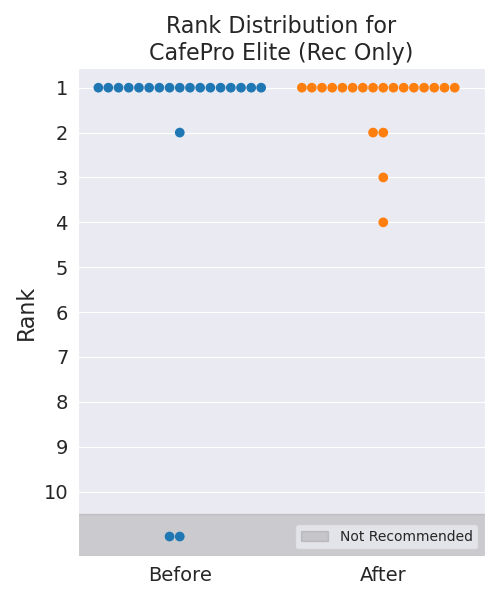 Rank Distribution for
CafePro Elite (Rec Only)
Rank
1
2
3
4
5
6
7
8
9
10
Not Recommended
Before
After